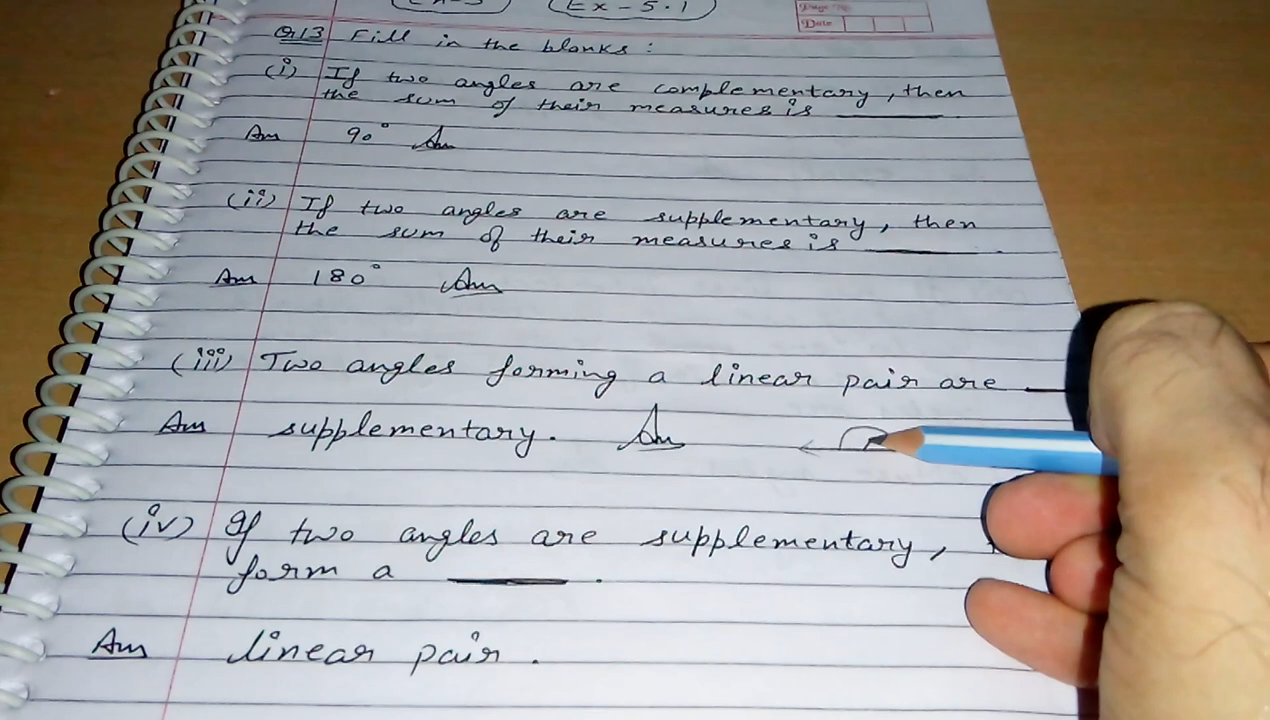 Ex - 5.1
Date
Q.13 Fill in the blanks :
(i) If two angles are complementary, then
the sum of their measures is ______ .
Ans 90° Ans
(ii) If two angles are supplementary, then
the sum of their measures is ______ .
Ans 180° Ans
(iii) Two angles forming a linear pair are ___
Ans supplementary. Ans
(iv) If two angles are supplementary,
form a ______ .
Ans linear pair .